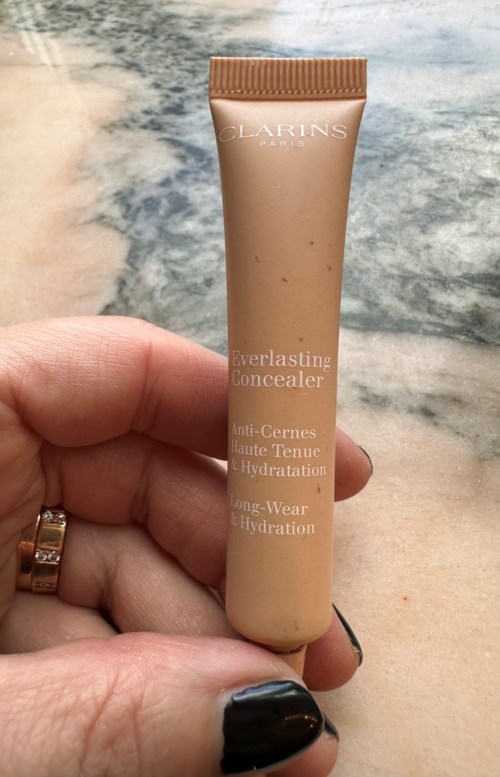 CLARINS
PARIS
Everlasting
Concealer
Anti-Cernes
Haute Tenue
& Hydratation
Long-Wear
& Hydration